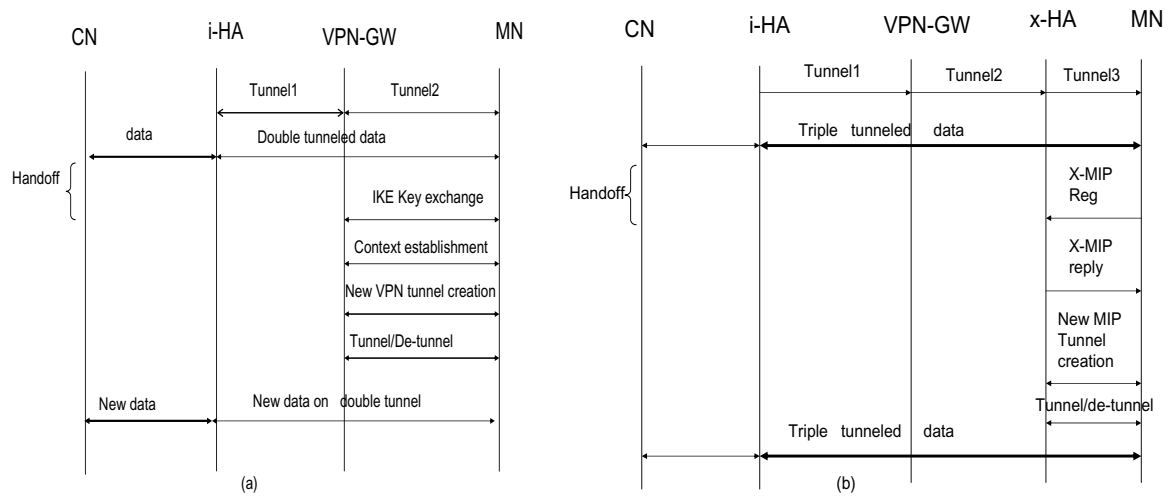 CN
i-HA
VPN-GW
MN
Tunnel1
Tunnel2
data
Double tunneled data
Handoff
IKE Key exchange
Context establishment
New VPN tunnel creation
Tunnel/De-tunnel
New data
New data on double tunnel
(a)
CN
i-HA
VPN-GW
x-HA
MN
Tunnel1
Tunnel2
Tunnel3
Triple tunneled data
Handoff
X-MIP
Reg
X-MIP
reply
New MIP
Tunnel
creation
Tunnel/de-tunnel
Triple tunneled data
(b)